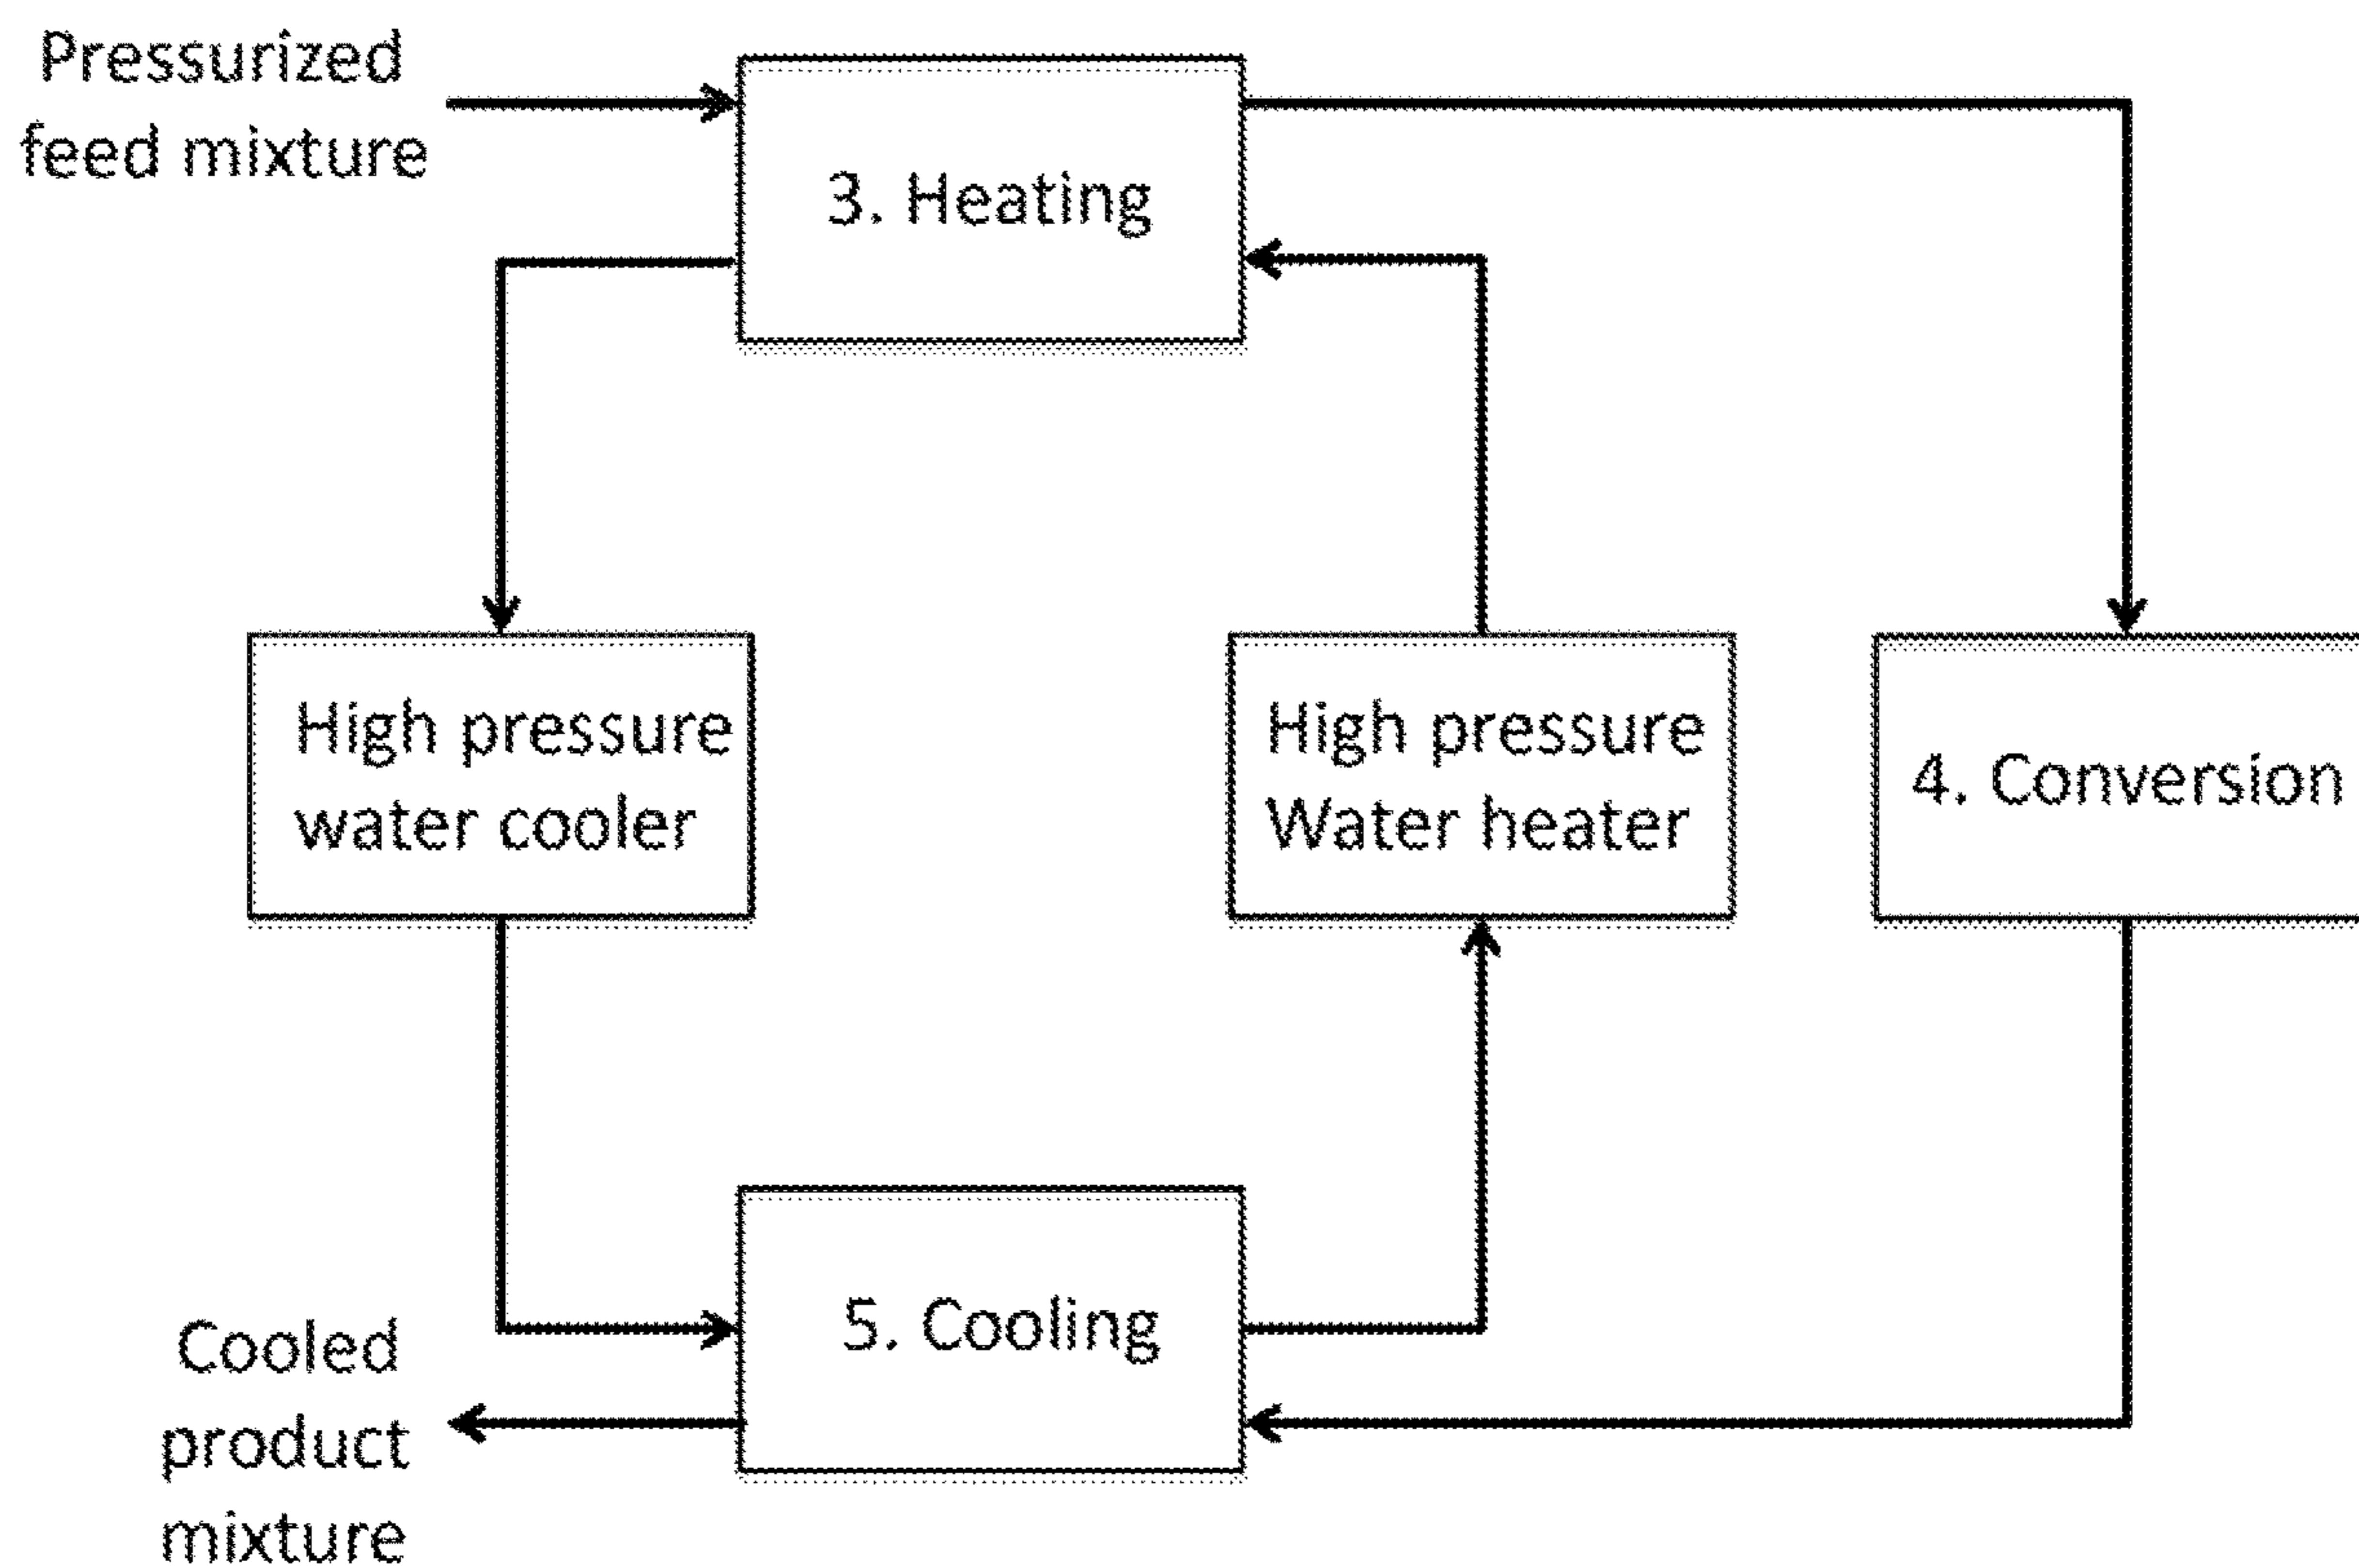 Pressurized
feed mixture
3. Heating
High pressure
water cooler
High pressure
Water heater
4. Conversion
5. Cooling
Cooled
product
mixture